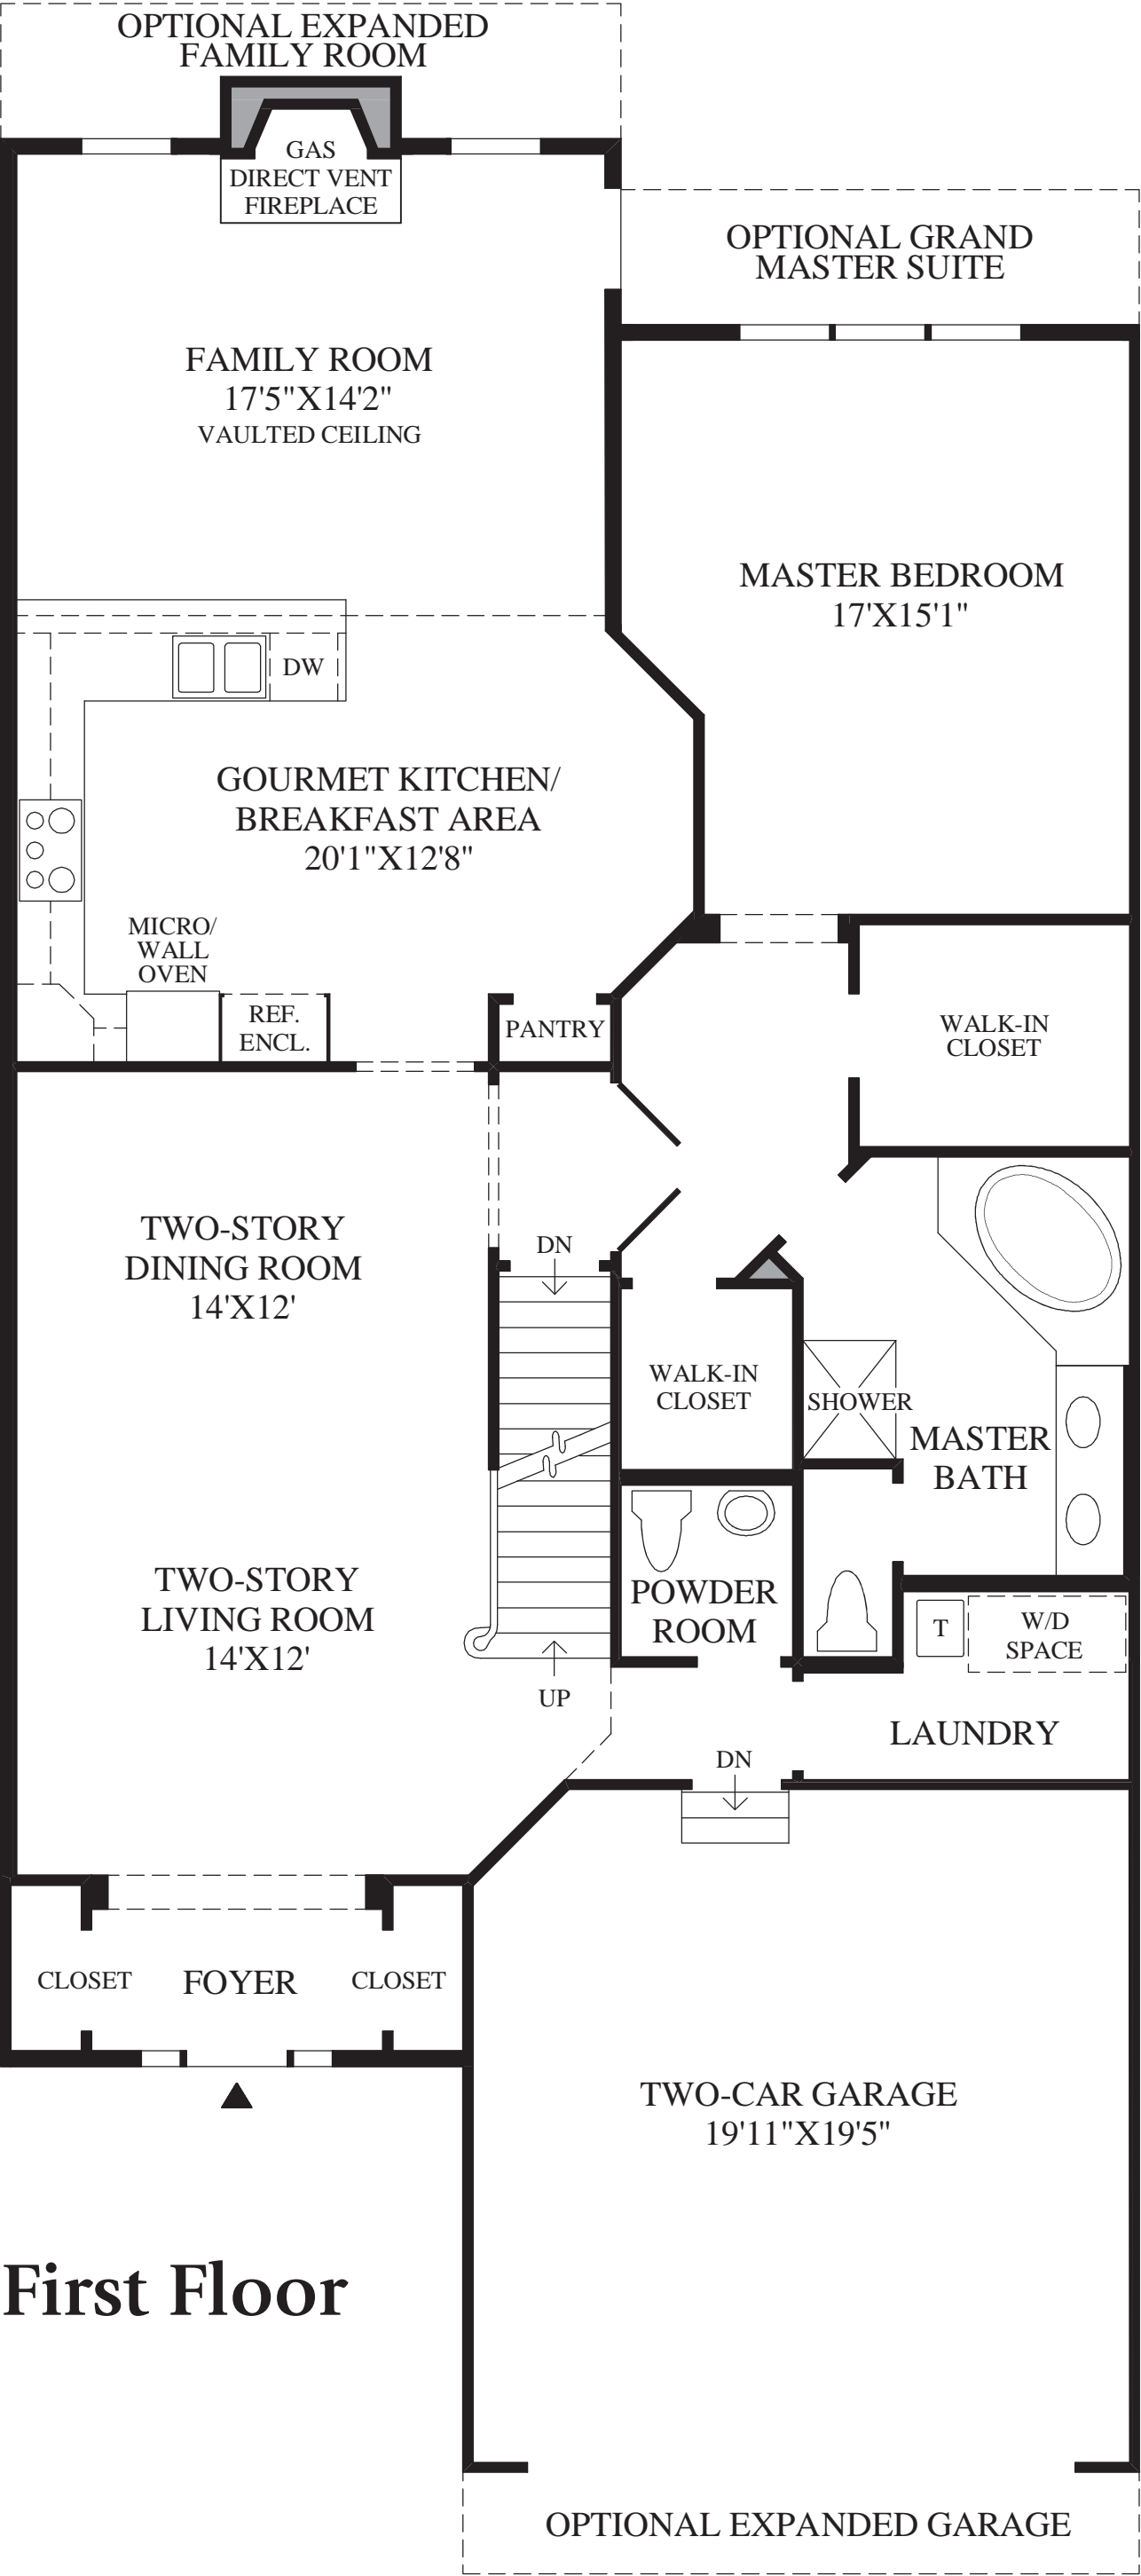 OPTIONAL EXPANDED
FAMILY ROOM
GAS
DIRECT VENT
FIREPLACE
OPTIONAL GRAND
MASTER SUITE
FAMILY ROOM
17'5"X14'2"
VAULTED CEILING
MASTER BEDROOM
17'X15'1"
DW
GOURMET KITCHEN/
BREAKFAST AREA
20'1"X12'8"
MICRO/
WALL
OVEN
REF.
ENCL.
PANTRY
WALK-IN
CLOSET
TWO-STORY
DINING ROOM
14'X12'
DN
WALK-IN
CLOSET
SHOWER
MASTER
BATH
TWO-STORY
LIVING ROOM
14'X12'
POWDER
ROOM
T
W/D
SPACE
UP
LAUNDRY
DN
CLOSET
FOYER
CLOSET
TWO-CAR GARAGE
19'11"X19'5"
First Floor
OPTIONAL EXPANDED GARAGE